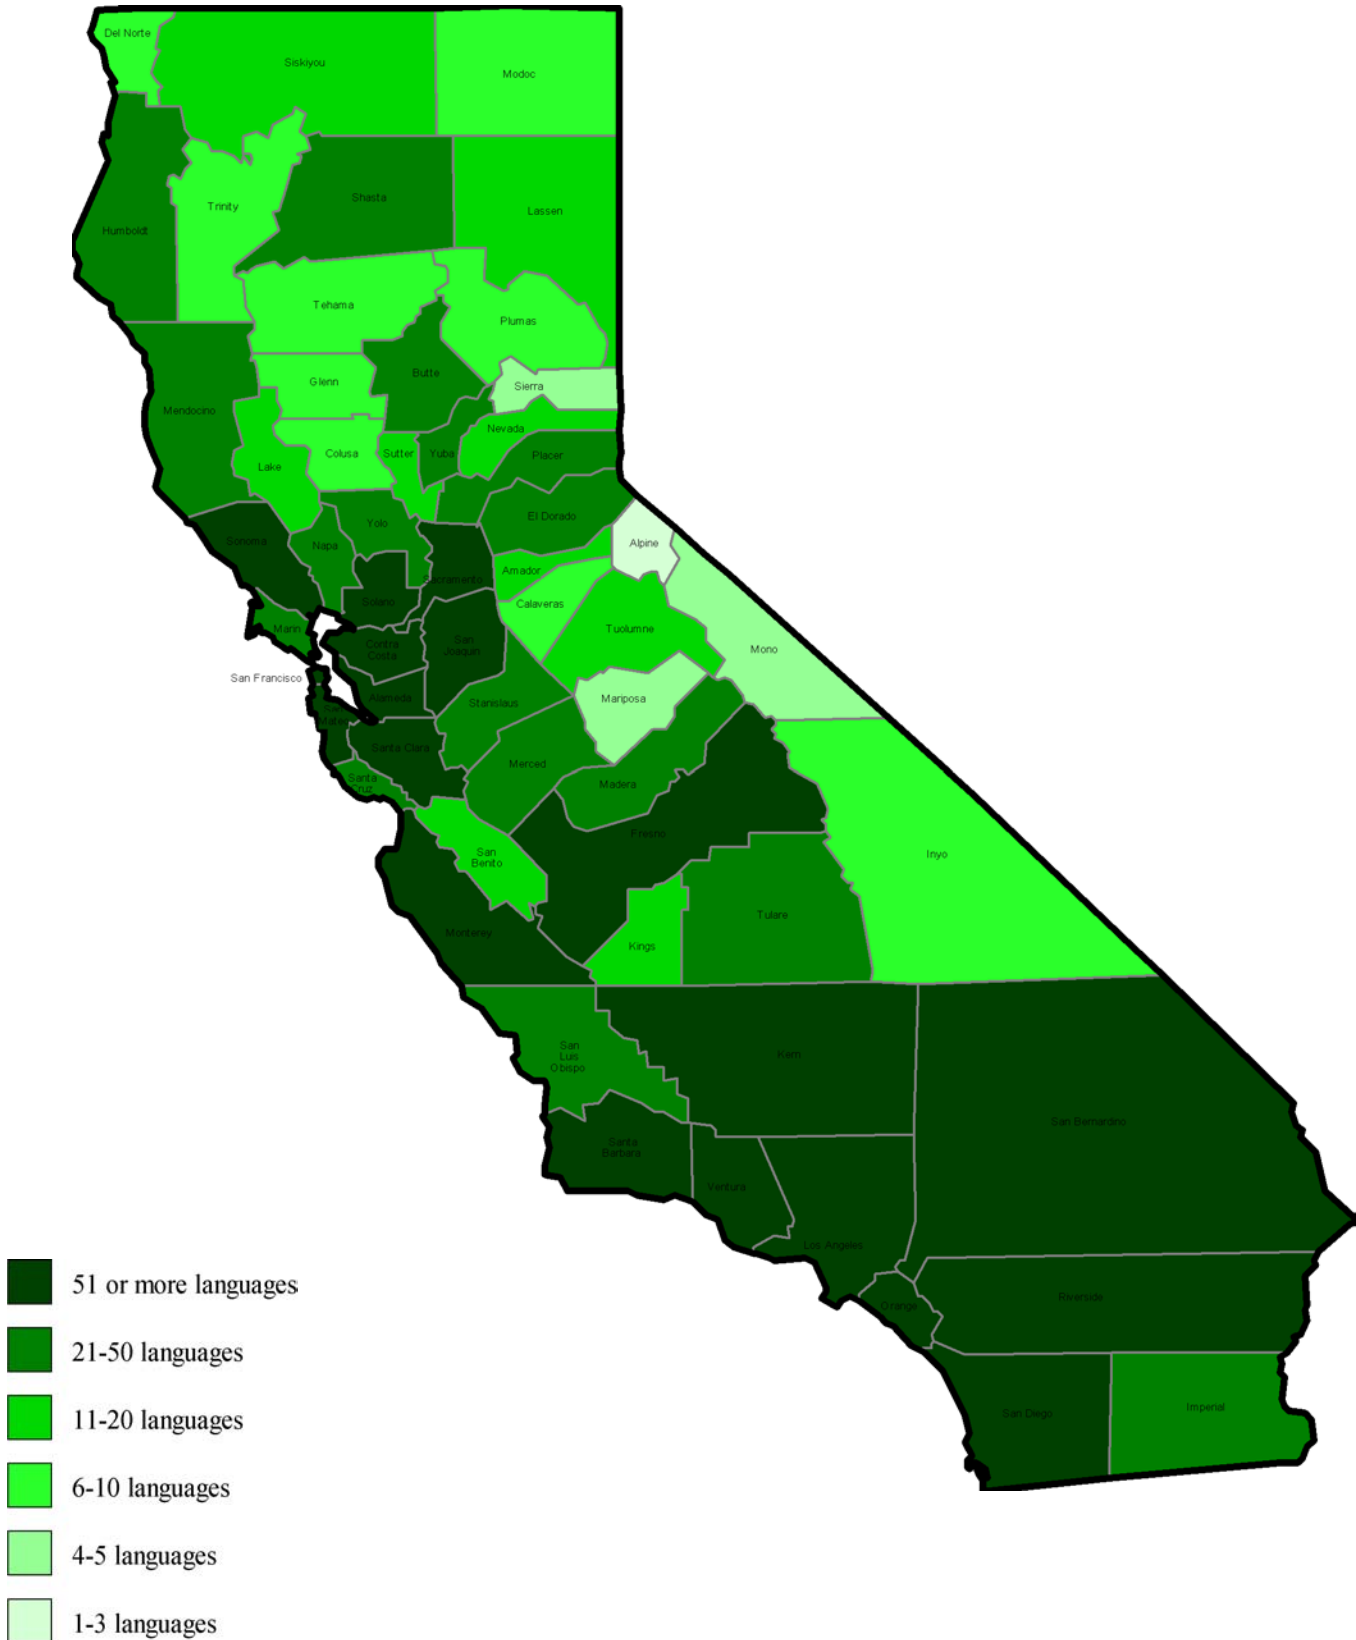 Del Norte
Siskiyou
Modoc
Humboldt
Trinity
Shasta
Lassen
Tehama
Plumas
Glenn
Butte
Sierra
Mendocino
Lake
Colusa
Sutter
Yuba
Nevada
Placer
Sonoma
Napa
Yolo
El Dorado
Alpine
Sacramento
Amador
Solano
Calaveras
Marin
Contra
Costa
San
Joaquin
Tuolumne
Mono
San Francisco
Alameda
San
Mateo
Stanislaus
Mariposa
Santa Clara
Santa
Cruz
Merced
Madera
Fresno
San
Benito
Inyo
Monterey
Kings
Tulare
San
Luis
Obispo
Kern
San Bernardino
Santa
Barbara
Ventura
Los Angeles
Orange
Riverside
San Diego
Imperial
51 or more languages
21-50 languages
11-20 languages
6-10 languages
4-5 languages
1-3 languages